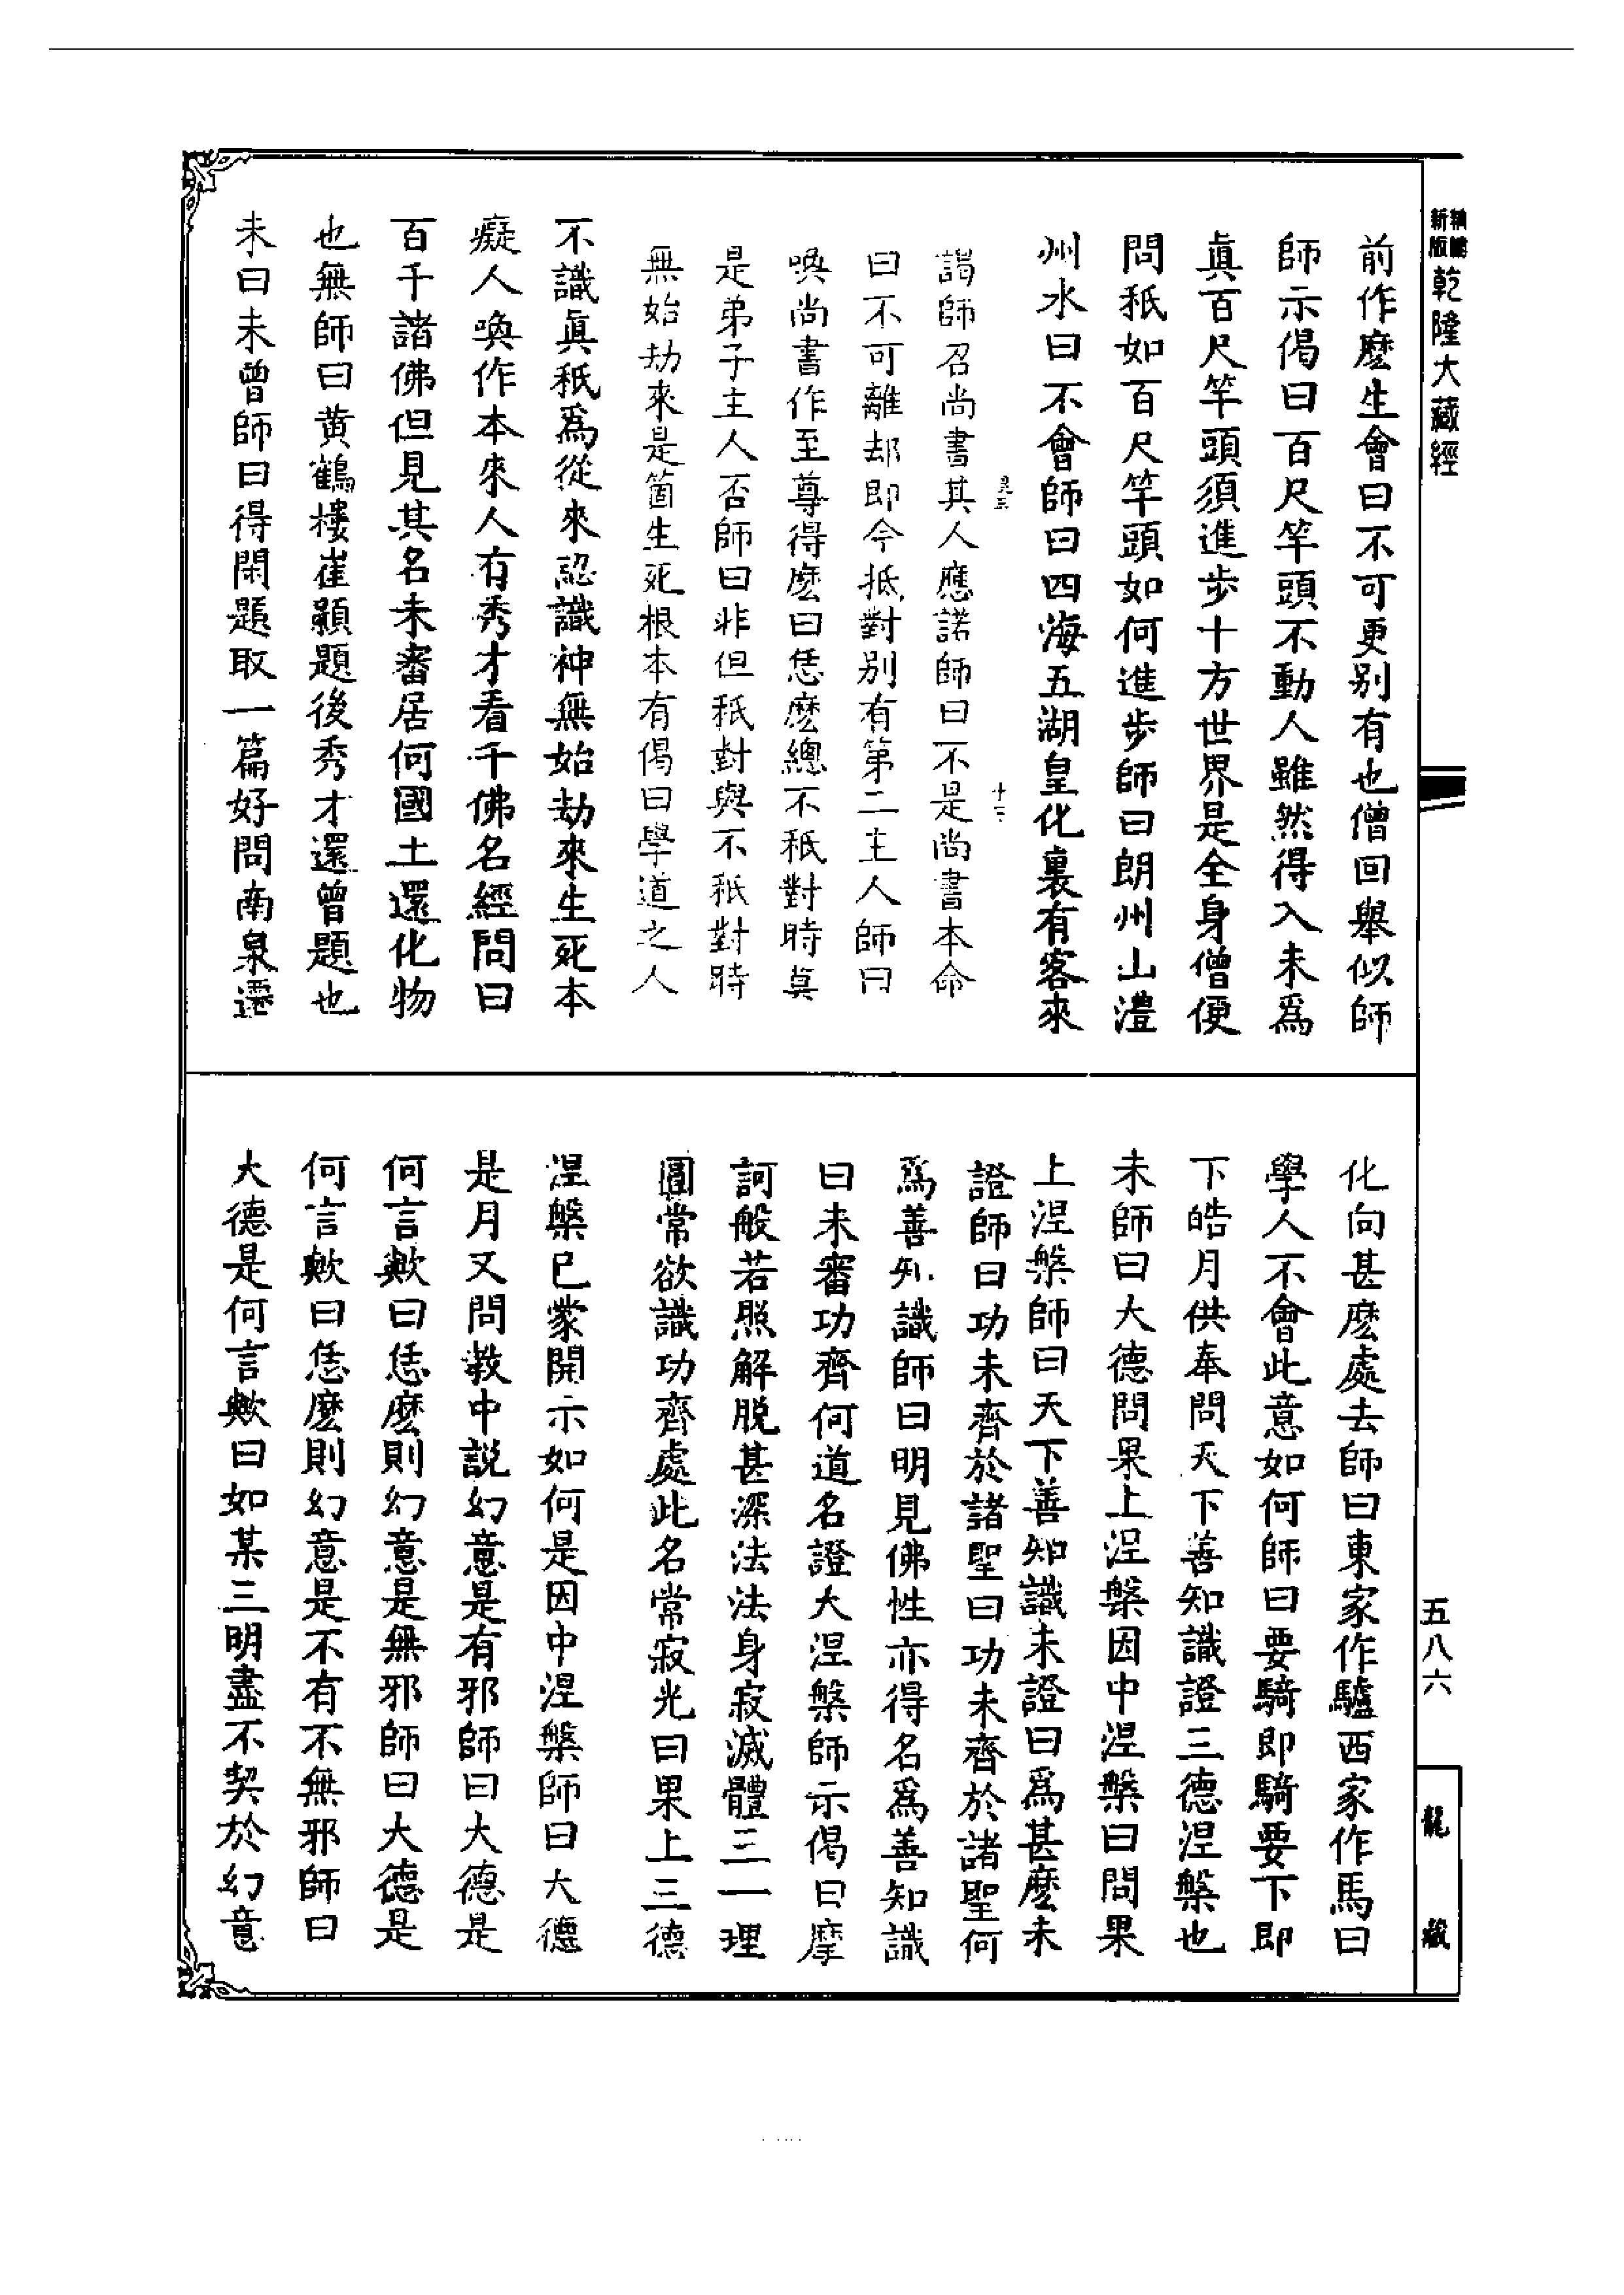 精繕新版乾隆大藏經
前作麼生會曰不可更別有也僧回舉似師
師示偈曰百尺竿頭不動人雖然得入未爲
眞百尺竿頭須進步十方世界是全身僧便
問秖如百尺竿頭如何進步師曰朗州山澧
州水曰不會師曰四海五湖皇化裏有客來
謁師召尚書其人應諾師曰不是尚書本命
曰不可離却即今抵對別有第二主人師曰
喚尚書作至尊得麼曰恁麼總不秖對時莫
是弟子主人否師曰非但秖對與不秖對時
無始劫來是箇生死根本有偈曰學道之人
不識眞秖爲從來認識神無始劫來生死本
癡人喚作本來人有秀才看千佛名經問曰
百千諸佛但見其名未審居何國土還化物
也無師曰黄鶴樓崔顥題後秀才還曾題也
未曰未曾師曰得閑題取一篇好問南泉遷
化向甚麼處去師曰東家作驢西家作馬曰
學人不會此意如何師曰要騎即騎要下即
下皓月供奉問天下善知識證三德涅槃也
未師曰大德問果上涅槃因中涅槃曰問果
上涅槃師曰天下善知識未證曰爲甚麼未
證師曰功未齊於諸聖曰功未齊於諸聖何
爲善知識師曰明見佛性亦得名爲善知識
曰未審功齊何道名證大涅槃師示偈曰摩
訶般若照解脱甚深法法身寂滅體三一理
圓常欲識功齊處此名常寂光曰果上三德
涅槃已蒙開示如何是因中涅槃師曰大德
是月又問教中説幻意是有邪師曰大德是
何言歟曰恁麼則幻意是無邪師曰大德是
何言歟曰恁麼則幻意是不有不無邪師曰
大德是何言歟曰如某三明盡不契於幻意
五八六
龍藏